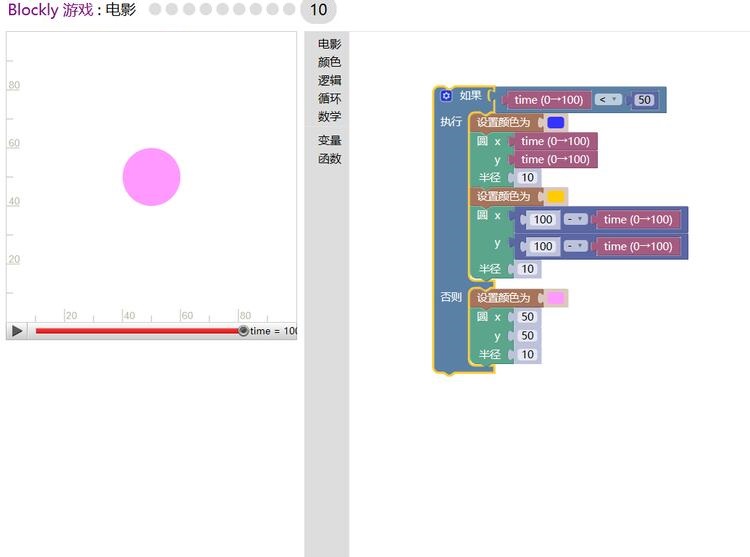 Blockly 游戏 : 电影 10
80
60
40
20
20 40 60 80
time = 100
电影
颜色
逻辑
循环
数学
变量
函数
如果 time (0→100) < 50
执行 设置颜色为
圆 x time (0→100)
y time (0→100)
半径 10
设置颜色为
圆 x 100 - time (0→100)
y 100 - time (0→100)
半径 10
否则 设置颜色为
圆 x 50
y 50
半径 10